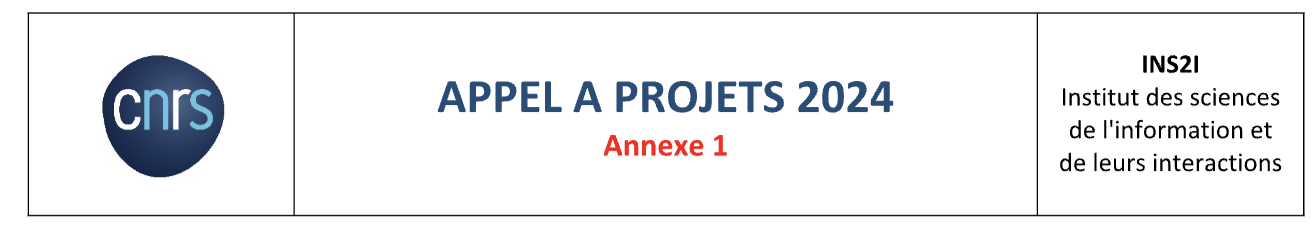 cnrs
APPEL A PROJETS 2024
Annexe 1
INS2I
Institut des sciences
de l'information et
de leurs interactions